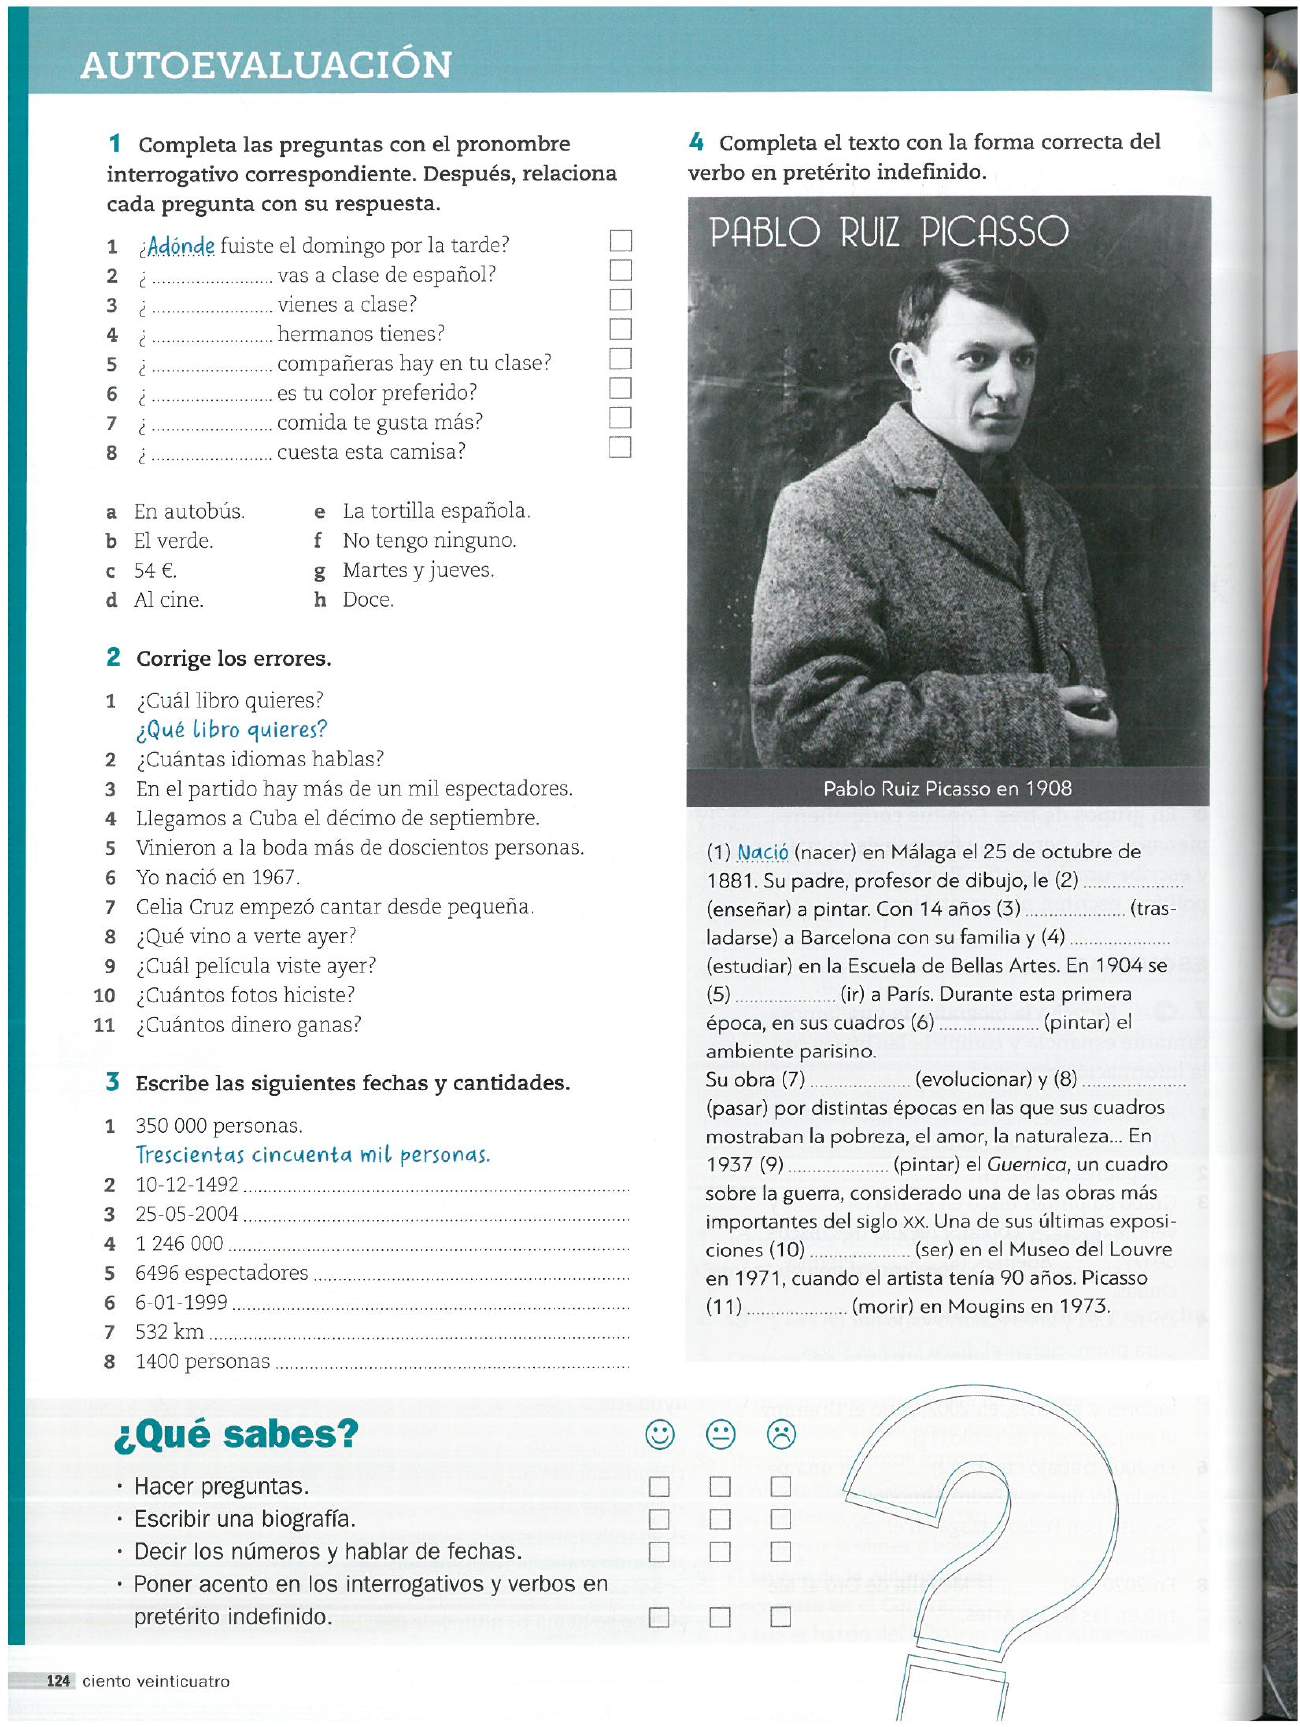 AUTOEVALUACIÓN
1 Completa las preguntas con el pronombre
interrogativo correspondiente. Después, relaciona
cada pregunta con su respuesta.
1 ¿Adónde fuiste el domingo por la tarde?
2 ¿........................ vas a clase de español?
3 ¿........................ vienes a clase?
4 ¿........................ hermanos tienes?
5 ¿........................ compañeras hay en tu clase?
6 ¿........................ es tu color preferido?
7 ¿........................ comida te gusta más?
8 ¿........................ cuesta esta camisa?
a En autobús.
b El verde.
c 54 €.
d Al cine.
e La tortilla española.
f No tengo ninguno.
g Martes y jueves.
h Doce.
2 Corrige los errores.
1 ¿Cuál libro quieres?
¿Qué libro quieres?
2 ¿Cuántas idiomas hablas?
3 En el partido hay más de un mil espectadores.
4 Llegamos a Cuba el décimo de septiembre.
5 Vinieron a la boda más de doscientos personas.
6 Yo nació en 1967.
7 Celia Cruz empezó cantar desde pequeña.
8 ¿Qué vino a verte ayer?
9 ¿Cuál película viste ayer?
10 ¿Cuántos fotos hiciste?
11 ¿Cuántos dinero ganas?
3 Escribe las siguientes fechas y cantidades.
1 350 000 personas.
Trescientas cincuenta mil personas.
2 10-12-1492
3 25-05-2004
4 1 246 000
5 6496 espectadores
6 6-01-1999
7 532 km
8 1400 personas
4 Completa el texto con la forma correcta del
verbo en pretérito indefinido.
PABLO RUIZ PICASSO
Pablo Ruiz Picasso en 1908
(1) Nació (nacer) en Málaga el 25 de octubre de
1881. Su padre, profesor de dibujo, le (2) ....................
(enseñar) a pintar. Con 14 años (3) .................... (tras-
ladarse) a Barcelona con su familia y (4) ....................
(estudiar) en la Escuela de Bellas Artes. En 1904 se
(5) .................... (ir) a París. Durante esta primera
época, en sus cuadros (6) .................... (pintar) el
ambiente parisino.
Su obra (7) .................... (evolucionar) y (8) ....................
(pasar) por distintas épocas en las que sus cuadros
mostraban la pobreza, el amor, la naturaleza... En
1937 (9) .................... (pintar) el Guernica, un cuadro
sobre la guerra, considerado una de las obras más
importantes del siglo XX. Una de sus últimas exposi-
ciones (10) .................... (ser) en el Museo del Louvre
en 1971, cuando el artista tenía 90 años. Picasso
(11) .................... (morir) en Mougins en 1973.
¿Qué sabes?
• Hacer preguntas.
• Escribir una biografía.
• Decir los números y hablar de fechas.
• Poner acento en los interrogativos y verbos en
pretérito indefinido.
124 ciento veinticuatro